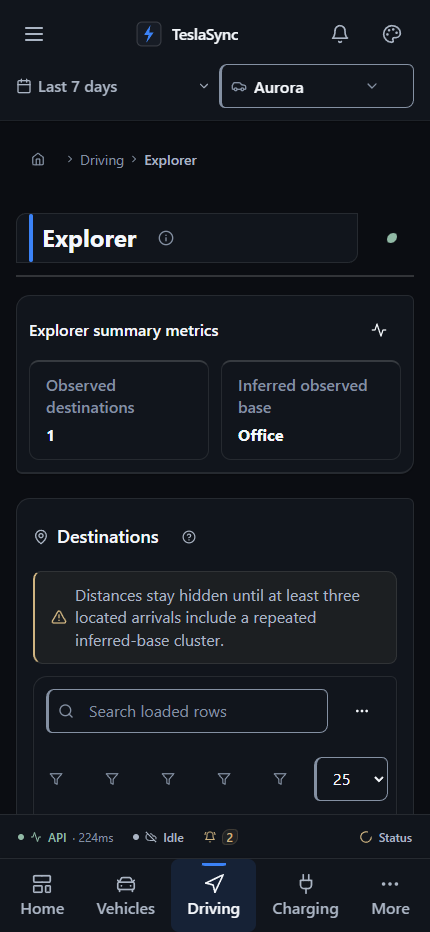 TeslaSync
Last 7 days
Aurora
Driving
Explorer
Explorer
Explorer summary metrics
Observed
destinations
1
Inferred observed
base
Office
Destinations
Distances stay hidden until at least three
located arrivals include a repeated
inferred-base cluster.
Search loaded rows
25
API · 224ms
Idle
2
Status
Home
Vehicles
Driving
Charging
More